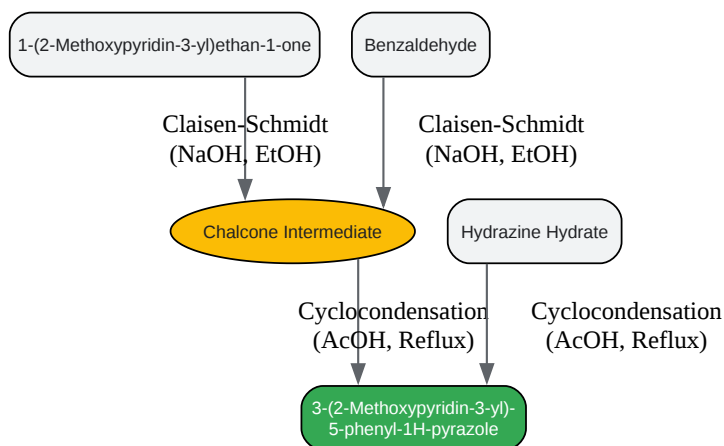 1-(2-Methoxypyridin-3-yl)ethan-1-one
Benzaldehyde
Claisen-Schmidt
(NaOH, EtOH)
Claisen-Schmidt
(NaOH, EtOH)
Chalcone Intermediate
Hydrazine Hydrate
Cyclocondensation
(AcOH, Reflux)
Cyclocondensation
(AcOH, Reflux)
3-(2-Methoxypyridin-3-yl)-
5-phenyl-1H-pyrazole